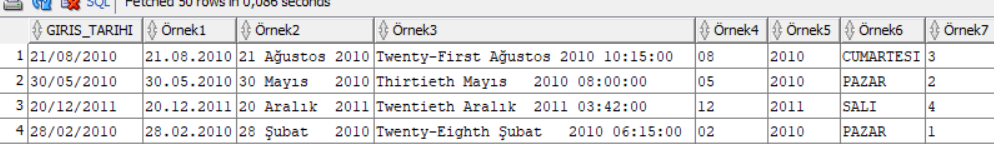 SQL | Fetched 50 rows in 0,086 seconds
GIRIS_TARIHI Örnek1 Örnek2 Örnek3 Örnek4 Örnek5 Örnek6 Örnek7
1 21/08/2010 21.08.2010 21 Ağustos 2010 Twenty-First Ağustos 2010 10:15:00 08 2010 CUMARTESI 3
2 30/05/2010 30.05.2010 30 Mayıs 2010 Thirtieth Mayıs 2010 08:00:00 05 2010 PAZAR 2
3 20/12/2011 20.12.2011 20 Aralık 2011 Twentieth Aralık 2011 03:42:00 12 2011 SALI 4
4 28/02/2010 28.02.2010 28 Şubat 2010 Twenty-Eighth Şubat 2010 06:15:00 02 2010 PAZAR 1